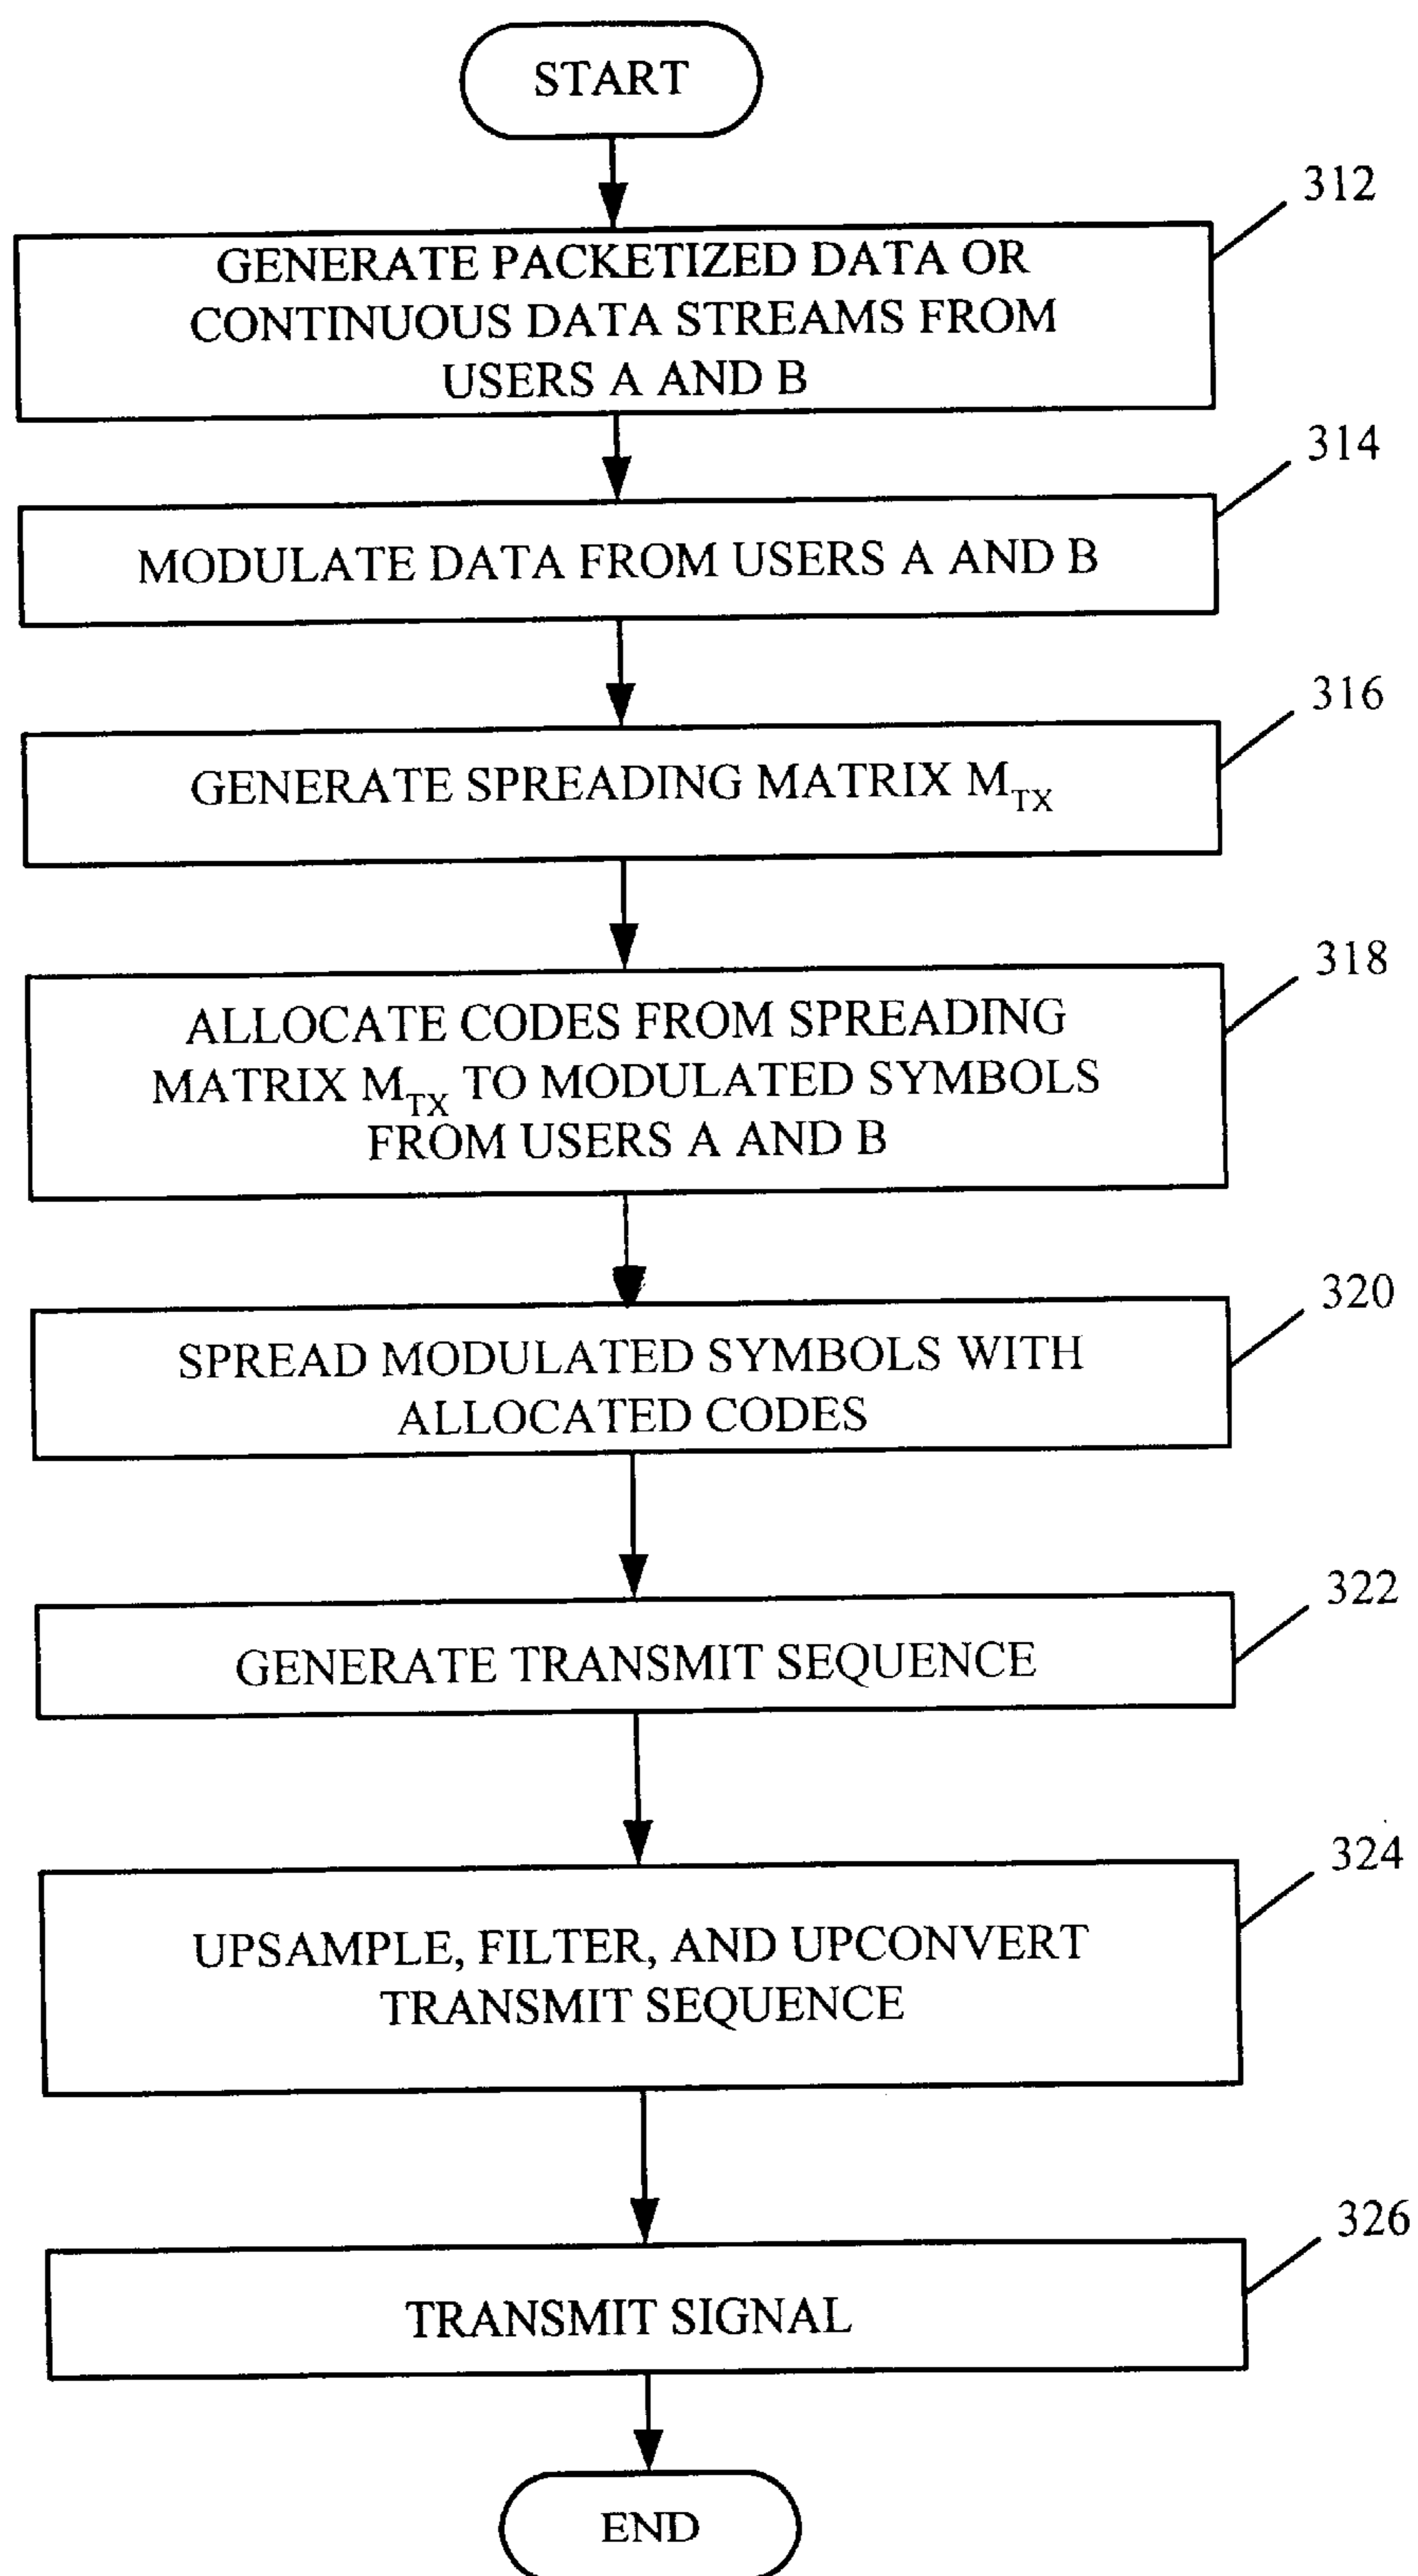 START
312
GENERATE PACKETIZED DATA OR
CONTINUOUS DATA STREAMS FROM
USERS A AND B
314
MODULATE DATA FROM USERS A AND B
316
GENERATE SPREADING MATRIX M_TX
318
ALLOCATE CODES FROM SPREADING
MATRIX M_TX TO MODULATED SYMBOLS
FROM USERS A AND B
320
SPREAD MODULATED SYMBOLS WITH
ALLOCATED CODES
322
GENERATE TRANSMIT SEQUENCE
324
UPSAMPLE, FILTER, AND UPCONVERT
TRANSMIT SEQUENCE
326
TRANSMIT SIGNAL
END